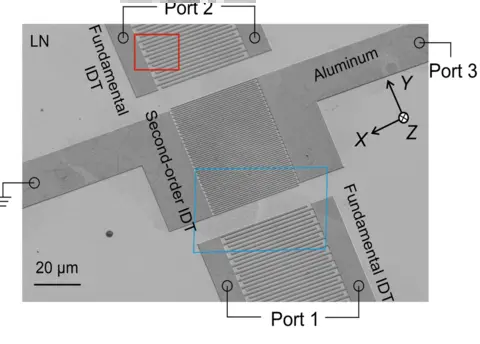 Port 2
LN
Fundamental
IDT
Aluminum
Port 3
Y
X
Z
Second-order IDT
Fundamental IDT
20 μm
Port 1